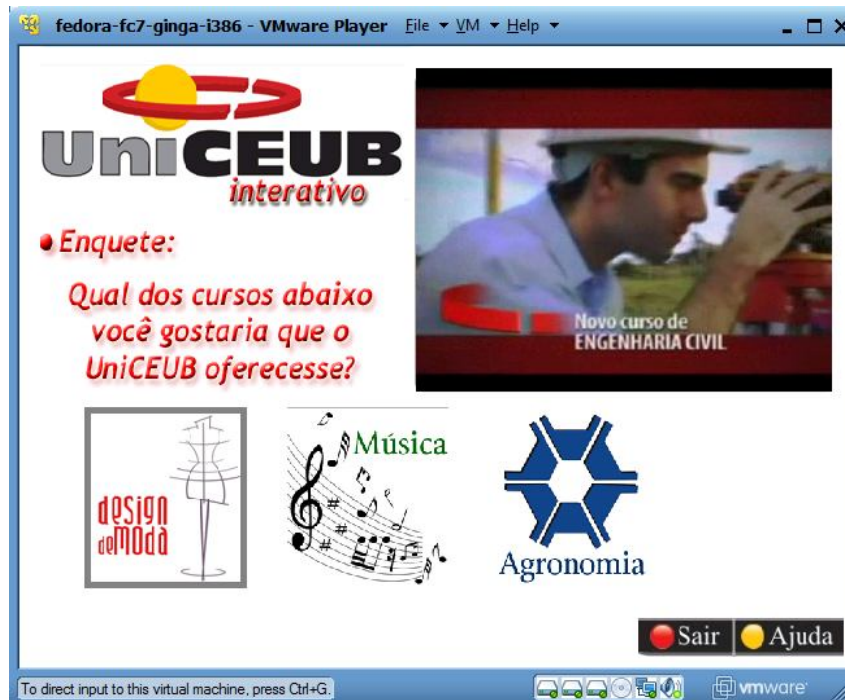 fedora-fc7-ginga-i386 - VMware Player File VM Help
UniCEUB
interativo
Enquete:
Qual dos cursos abaixo
você gostaria que o
UniCEUB oferecesse?
Novo curso de
ENGENHARIA CIVIL
design
de moda
Música
Agronomia
Sair
Ajuda
To direct input to this virtual machine, press Ctrl+G.
vmware